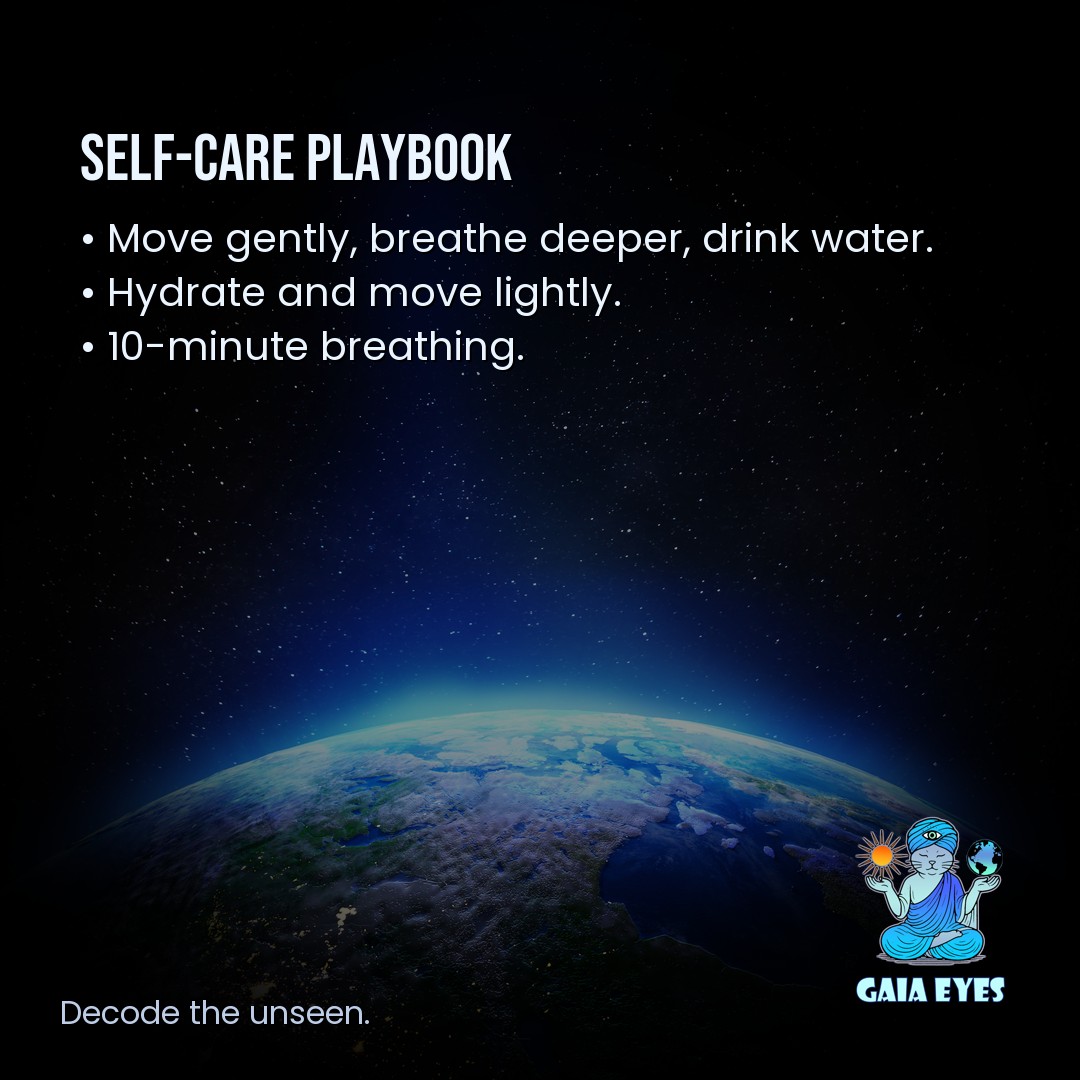 SELF-CARE PLAYBOOK
• Move gently, breathe deeper, drink water.
• Hydrate and move lightly.
• 10-minute breathing.
GAIA EYES
Decode the unseen.